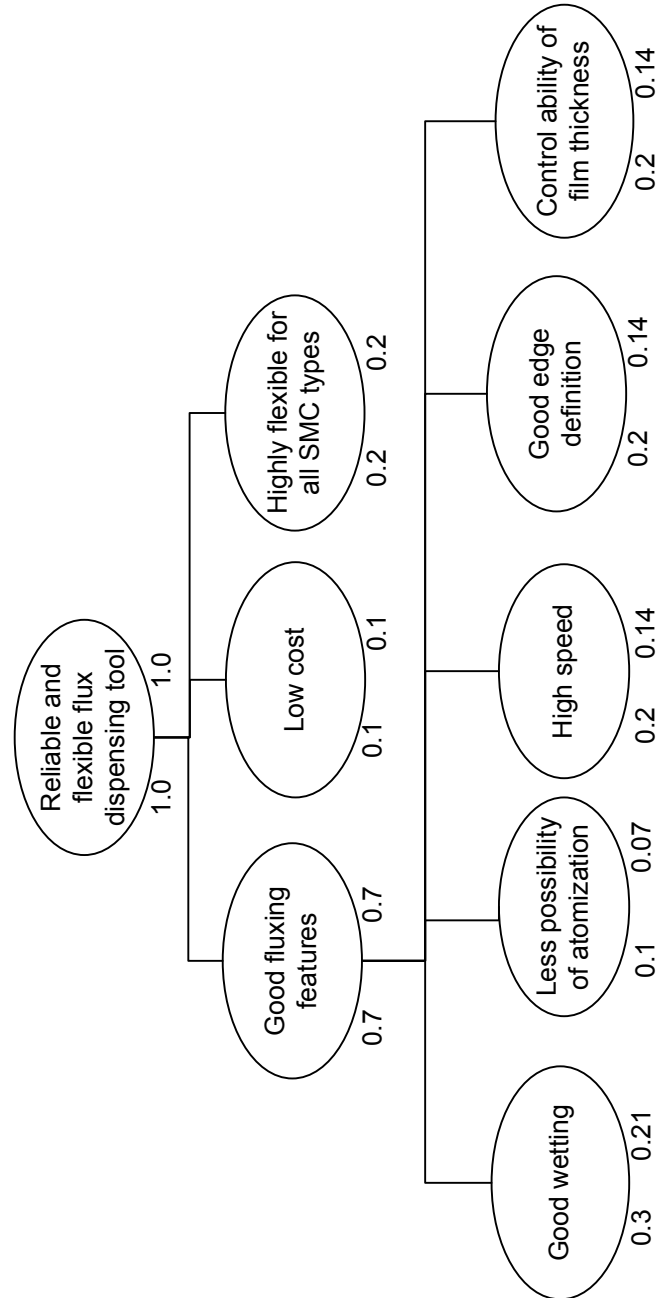 Reliable and
flexible flux
dispensing tool
1.0 1.0
Good fluxing
features
0.7 0.7
Low cost
0.1 0.1
Highly flexible for
all SMC types
0.2 0.2
Good wetting
0.3 0.21
Less possibility
of atomization
0.1 0.07
High speed
0.2 0.14
Good edge
definition
0.2 0.14
Control ability of
film thickness
0.2 0.14